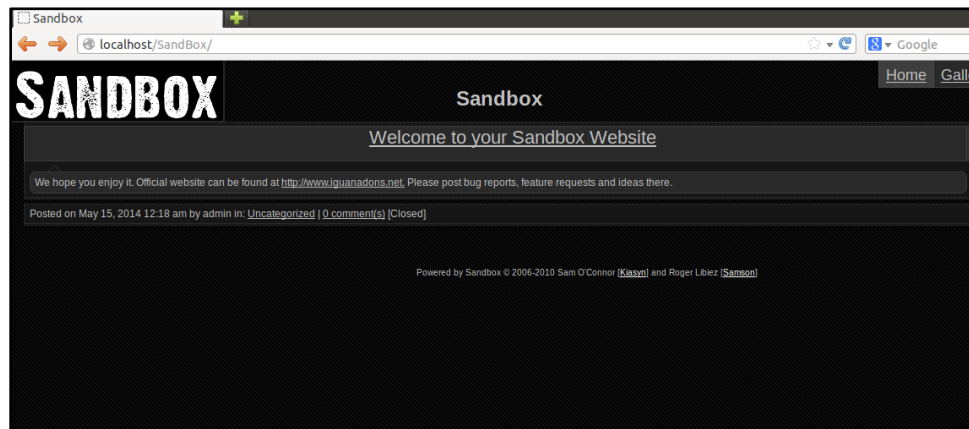 Sandbox
localhost/SandBox/
Google
SANDBOX
Sandbox
Home
Welcome to your Sandbox Website
We hope you enjoy it. Official website can be found at http://www.iguanadons.net. Please post bug reports, feature requests and ideas there.
Posted on May 15, 2014 12:18 am by admin in: Uncategorized | 0 comment(s) [Closed]
Powered by Sandbox © 2006-2010 Sam O'Connor [Kiasyn] and Roger Libiez [Samson]